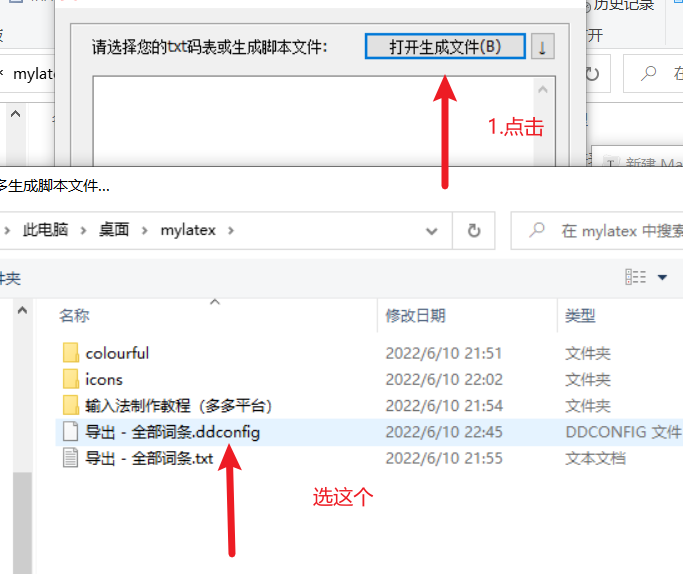 历史记录
请选择您的txt码表或生成脚本文件:
打开生成文件(B)
↓
开
mylate
在
1.点击
新建 Ma
多生成脚本文件...
此电脑 > 桌面 > mylatex >
在 mylatex 中搜索
件夹
名称 修改日期 类型
colourful 2022/6/10 21:51 文件夹
icons 2022/6/10 22:02 文件夹
输入法制作教程（多多平台） 2022/6/10 21:54 文件夹
导出 - 全部词条.ddconfig 2022/6/10 22:45 DDCONFIG 文件
导出 - 全部词条.txt 2022/6/10 21:55 文本文档
选这个